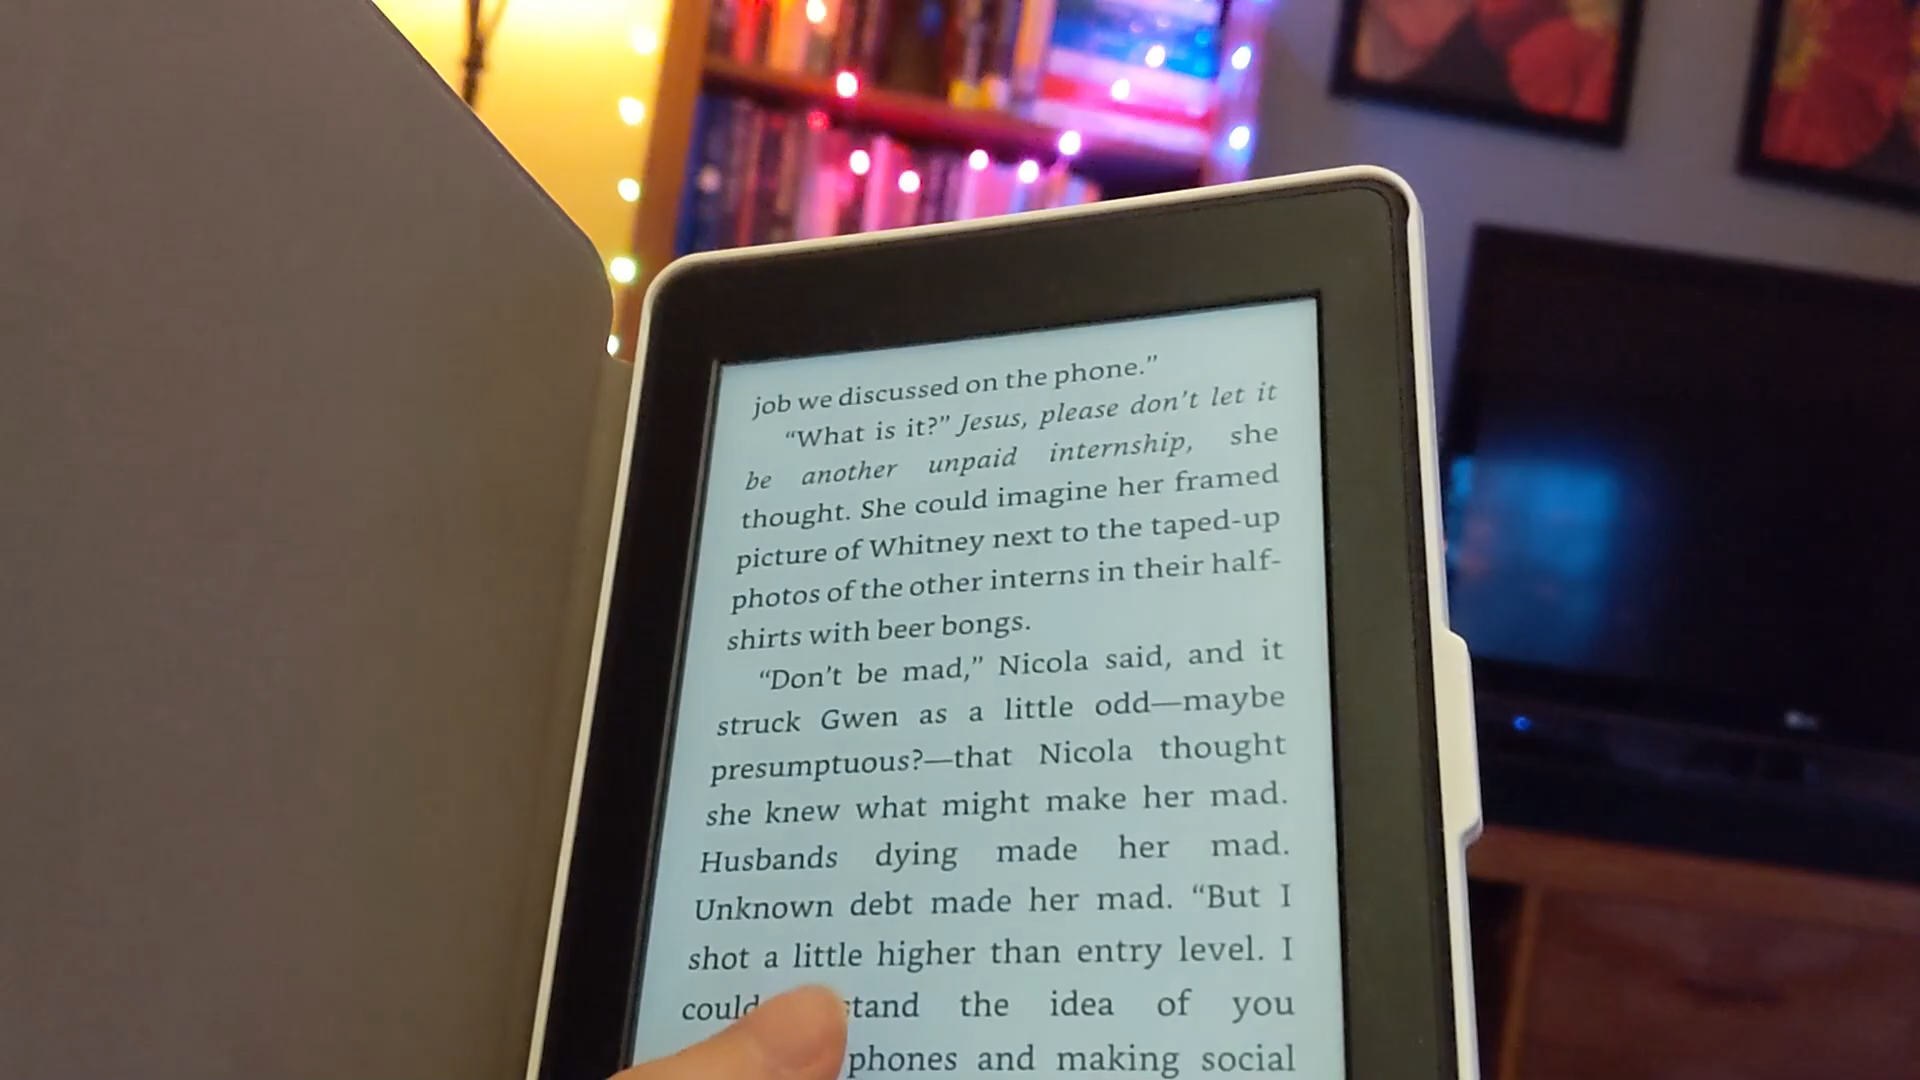 job we discussed on the phone.”
“What is it?” Jesus, please don’t let it
be another unpaid internship, she
thought. She could imagine her framed
picture of Whitney next to the taped-up
photos of the other interns in their half-
shirts with beer bongs.
“Don’t be mad,” Nicola said, and it
struck Gwen as a little odd—maybe
presumptuous?—that Nicola thought
she knew what might make her mad.
Husbands dying made her mad.
Unknown debt made her mad. “But I
shot a little higher than entry level. I
could stand the idea of you
phones and making social